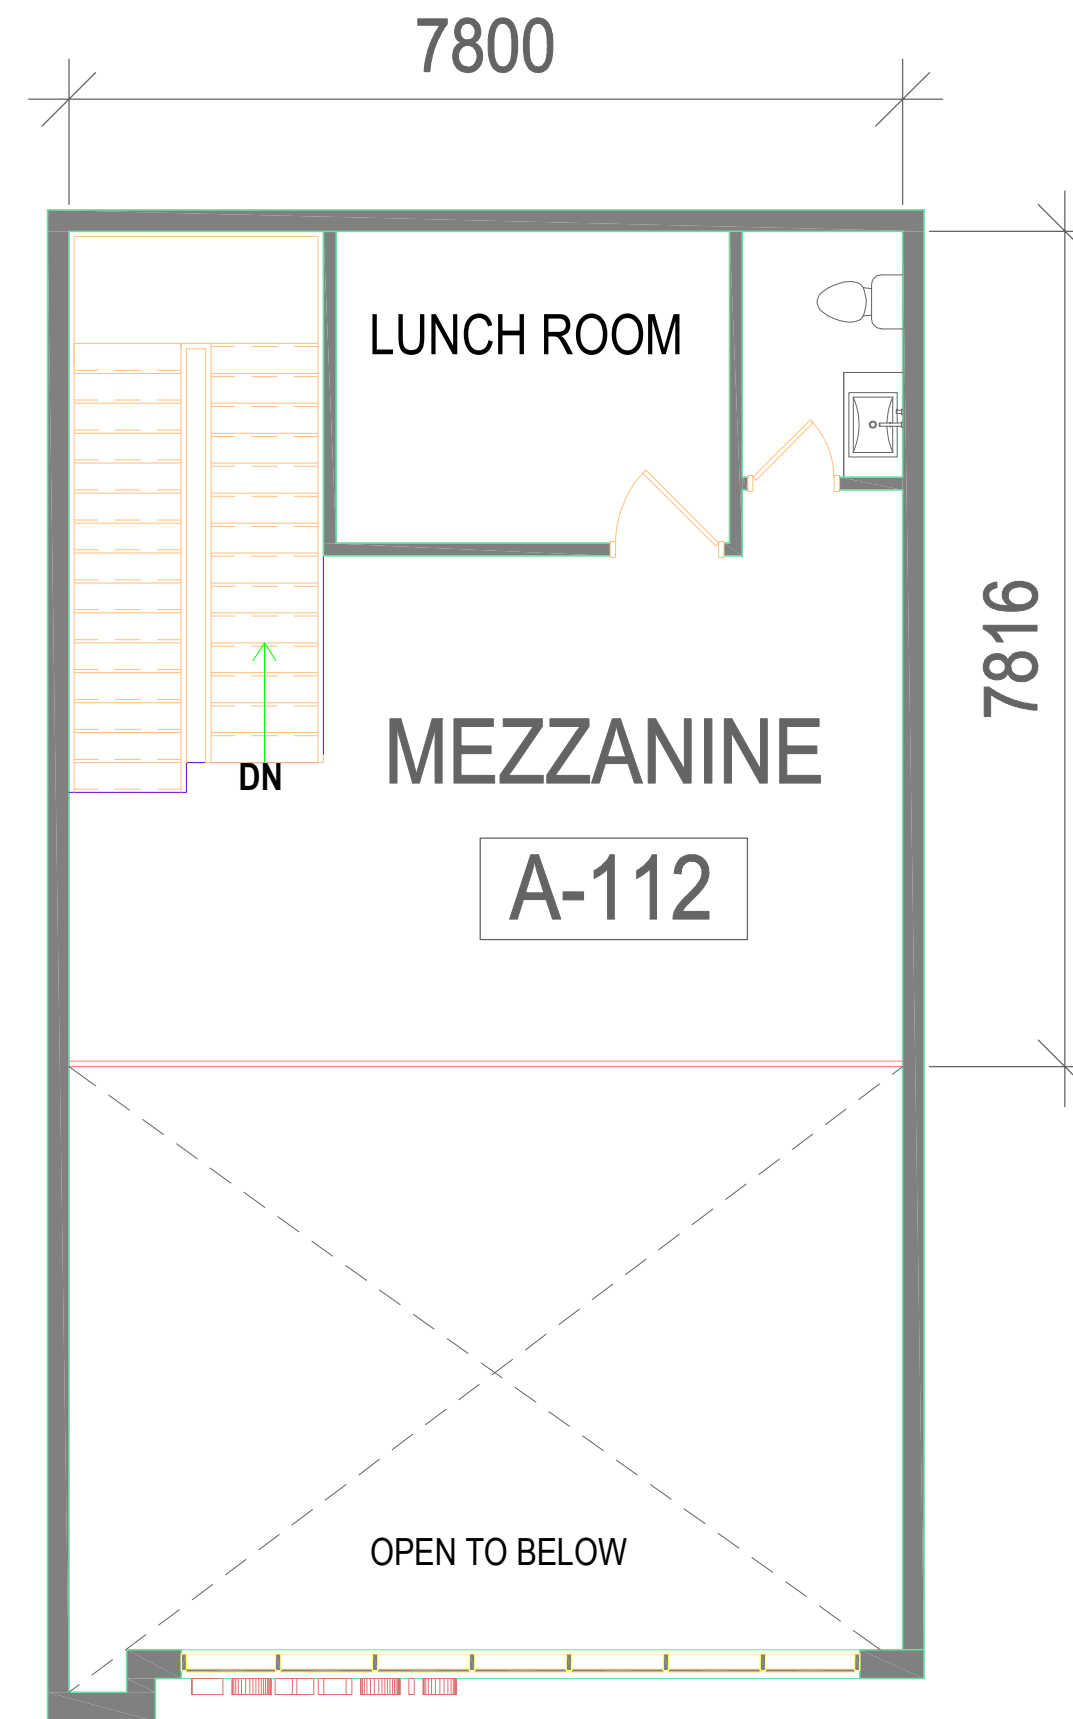 7800
LUNCH ROOM
7816
MEZZANINE
DN
A-112
OPEN TO BELOW